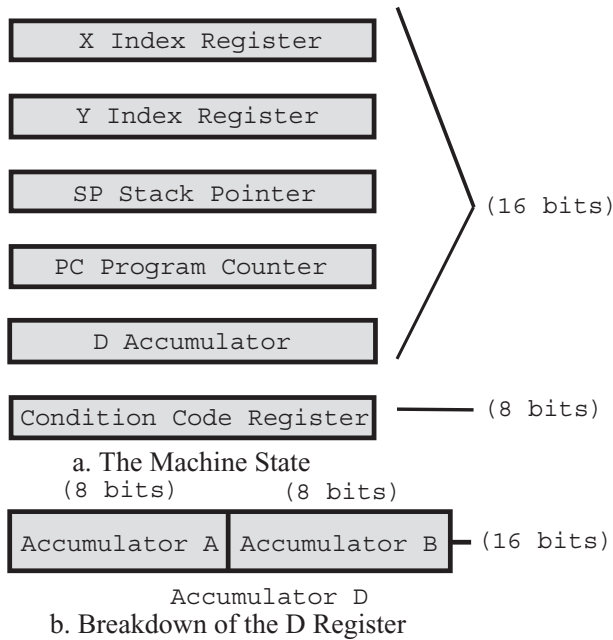 X Index Register
Y Index Register
SP Stack Pointer
(16 bits)
PC Program Counter
D Accumulator
Condition Code Register
(8 bits)
a. The Machine State
(8 bits) (8 bits)
Accumulator A Accumulator B
(16 bits)
Accumulator D
b. Breakdown of the D Register